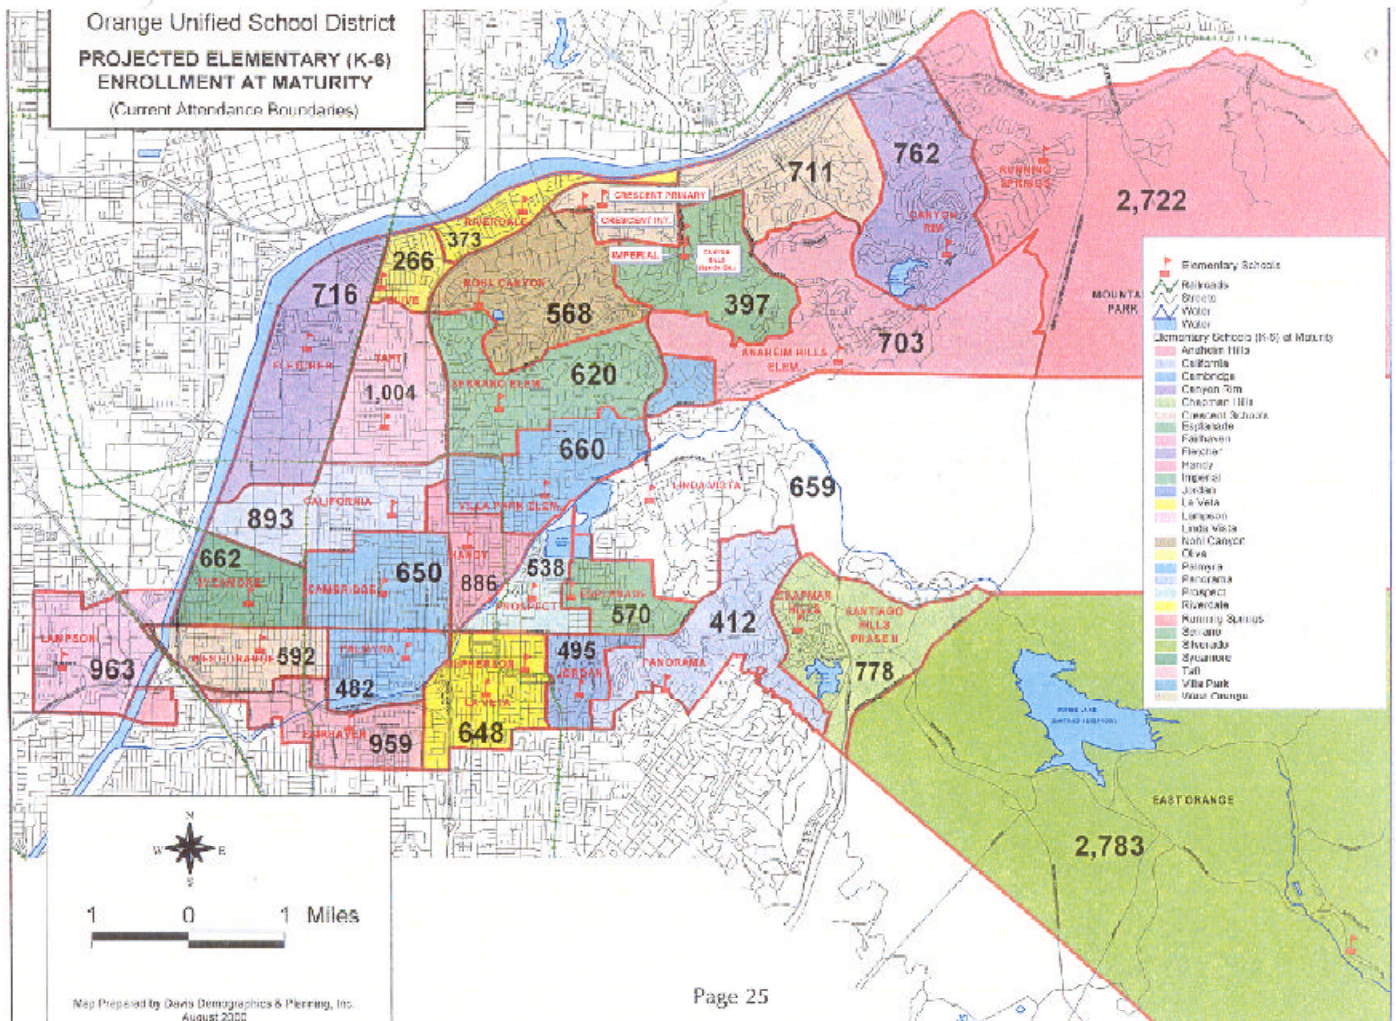 Orange Unified School District
PROJECTED ELEMENTARY (K-6)
ENROLLMENT AT MATURITY
(Current Attendance Boundaries)
711
762
RUNNING
SPRINGS
2,722
CRESCENT PRIMARY
CRESCENT INT.
RIVERDALE
373
CANYON
RIM
266
OLIVE
IMPERIAL
716
NOHL CANYON
568
397
MOUNTAIN
PARK
703
ANAHEIM HILLS
ELEM
FLETCHER
TAFT
1,004
SERRANO ELEM
620
660
LINDA VISTA
659
CALIFORNIA
VILLA PARK ELEM
893
662
SYCAMORE
CAMBRIDGE
650
HANDY
886
538
PROSPECT
ESPLANADE
570
412
CHAPMAN
HILLS
SANTIAGO
HILLS
PHASE II
778
LAMPSON
963
WEST ORANGE
592
PALMYRA
482
JEFFERSON
LA VETA
648
495
JORDAN
PANORAMA
FAIRHAVEN
959
EAST ORANGE
2,783
Elementary Schools
Railroads
Streets
Water
Water
Elementary Schools (K-6) at Maturity
Anaheim Hills
California
Cambridge
Canyon Rim
Chapman Hills
Crescent Schools
Esplanade
Fairhaven
Fletcher
Handy
Imperial
Jordan
La Veta
Lampson
Linda Vista
Nohl Canyon
Olive
Palmyra
Panorama
Prospect
Riverdale
Running Springs
Serrano
Silverado
Sycamore
Taft
Villa Park
West Orange
N
W E
1 0 1 Miles
Map Prepared by Davis Demographics & Planning, Inc.
August 2000
Page 25